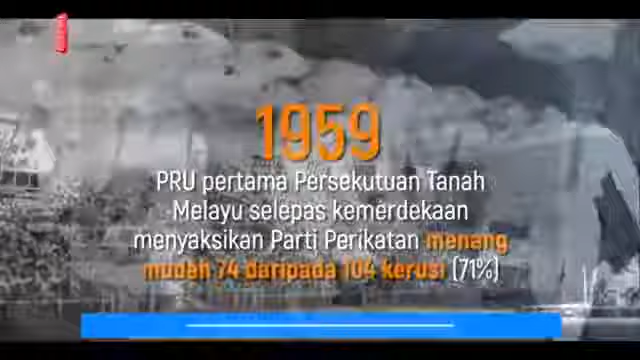 1959
PRU pertama Persekutuan Tanah
Melayu selepas kemerdekaan
menyaksikan Parti Perikatan menang
mudah 74 daripada 104 kerusi (71%)